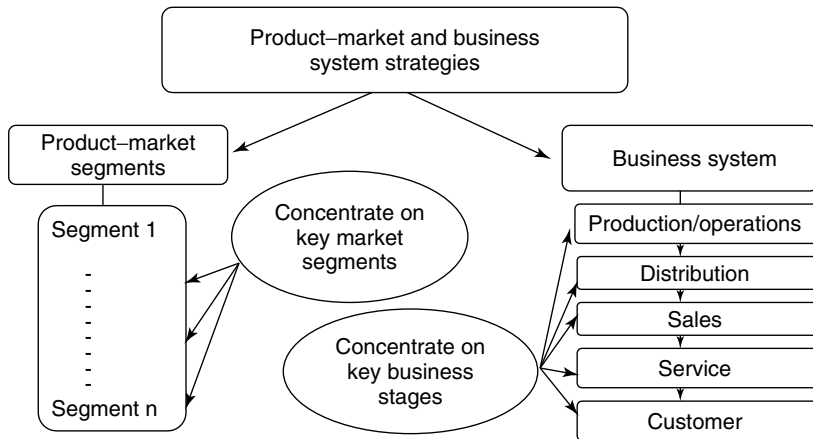 Product–market and business
system strategies
Product–market
segments
Business system
Segment 1
-
-
-
-
-
-
-
-
Segment n
Concentrate on
key market
segments
Concentrate on
key business
stages
Production/operations
Distribution
Sales
Service
Customer